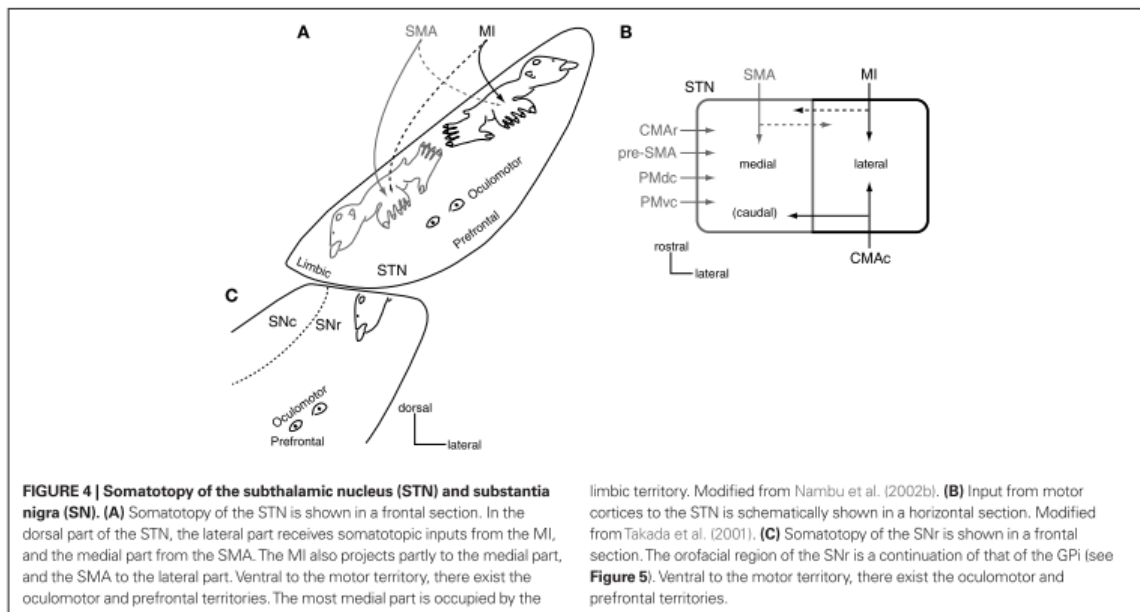 A
SMA
MI
Oculomotor
Prefrontal
Limbic
STN
B
SMA
MI
STN
CMAr
pre-SMA
PMdc
PMvc
medial
lateral
(caudal)
CMAc
rostral
lateral
C
SNc
SNr
Oculomotor
Prefrontal
dorsal
lateral
FIGURE 4 | Somatotopy of the subthalamic nucleus (STN) and substantia
nigra (SN). (A) Somatotopy of the STN is shown in a frontal section. In the
dorsal part of the STN, the lateral part receives somatotopic inputs from the MI,
and the medial part from the SMA. The MI also projects partly to the medial part,
and the SMA to the lateral part. Ventral to the motor territory, there exist the
oculomotor and prefrontal territories. The most medial part is occupied by the
limbic territory. Modified from Nambu et al. (2002b). (B) Input from motor
cortices to the STN is schematically shown in a horizontal section. Modified
from Takada et al. (2001). (C) Somatotopy of the SNr is shown in a frontal
section. The orofacial region of the SNr is a continuation of that of the GPi (see
Figure 5). Ventral to the motor territory, there exist the oculomotor and
prefrontal territories.